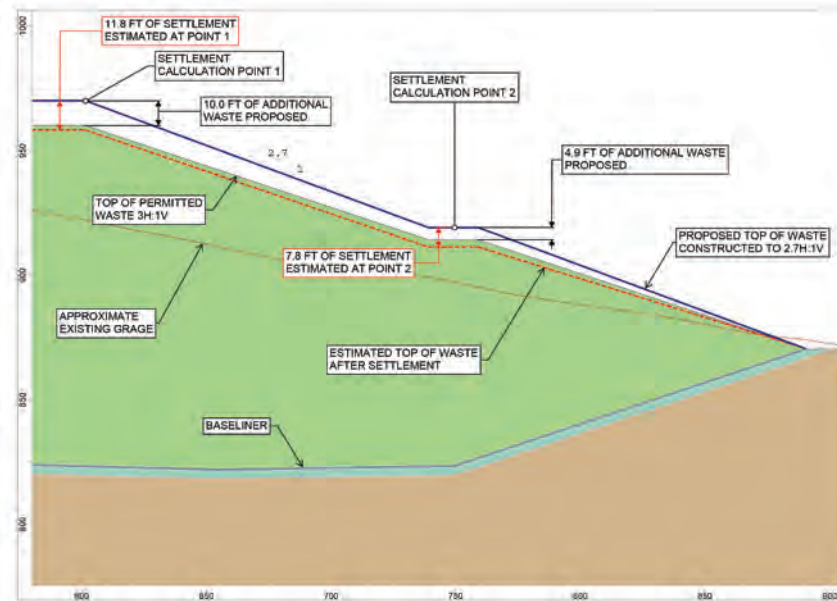 11.8 FT OF SETTLEMENT
ESTIMATED AT POINT 1
SETTLEMENT
CALCULATION POINT 1
10.0 FT OF ADDITIONAL
WASTE PROPOSED
SETTLEMENT
CALCULATION POINT 2
4.9 FT OF ADDITIONAL WASTE
PROPOSED
2.7
1
TOP OF PERMITTED
WASTE 3H:1V
PROPOSED TOP OF WASTE
CONSTRUCTED TO 2.7H:1V
7.8 FT OF SETTLEMENT
ESTIMATED AT POINT 2
APPROXIMATE
EXISTING GRAGE
ESTIMATED TOP OF WASTE
AFTER SETTLEMENT
BASELINER
1000
950
900
850
800
600 650 700 750 800 850 900